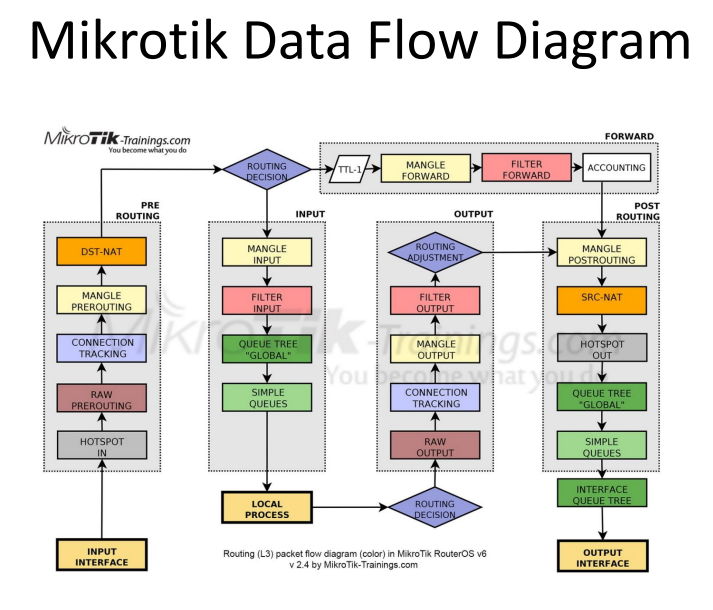 Mikrotik Data Flow Diagram
MikroTik-Trainings.com
You become what you do
FORWARD
ROUTING
DECISION
TTL-1
MANGLE
FORWARD
FILTER
FORWARD
ACCOUNTING
PRE
ROUTING
DST-NAT
MANGLE
PREROUTING
CONNECTION
TRACKING
RAW
PREROUTING
HOTSPOT
IN
INPUT
INTERFACE
INPUT
MANGLE
INPUT
FILTER
INPUT
QUEUE TREE
"GLOBAL"
SIMPLE
QUEUES
LOCAL
PROCESS
OUTPUT
ROUTING
ADJUSTMENT
FILTER
OUTPUT
MANGLE
OUTPUT
CONNECTION
TRACKING
RAW
OUTPUT
ROUTING
DECISION
POST
ROUTING
MANGLE
POSTROUTING
SRC-NAT
HOTSPOT
OUT
QUEUE TREE
"GLOBAL"
SIMPLE
QUEUES
INTERFACE
QUEUE TREE
OUTPUT
INTERFACE
MikroTik-Trainings.com
You become what you do
Routing (L3) packet flow diagram (color) in MikroTik RouterOS v6
v 2.4 by MikroTik-Trainings.com